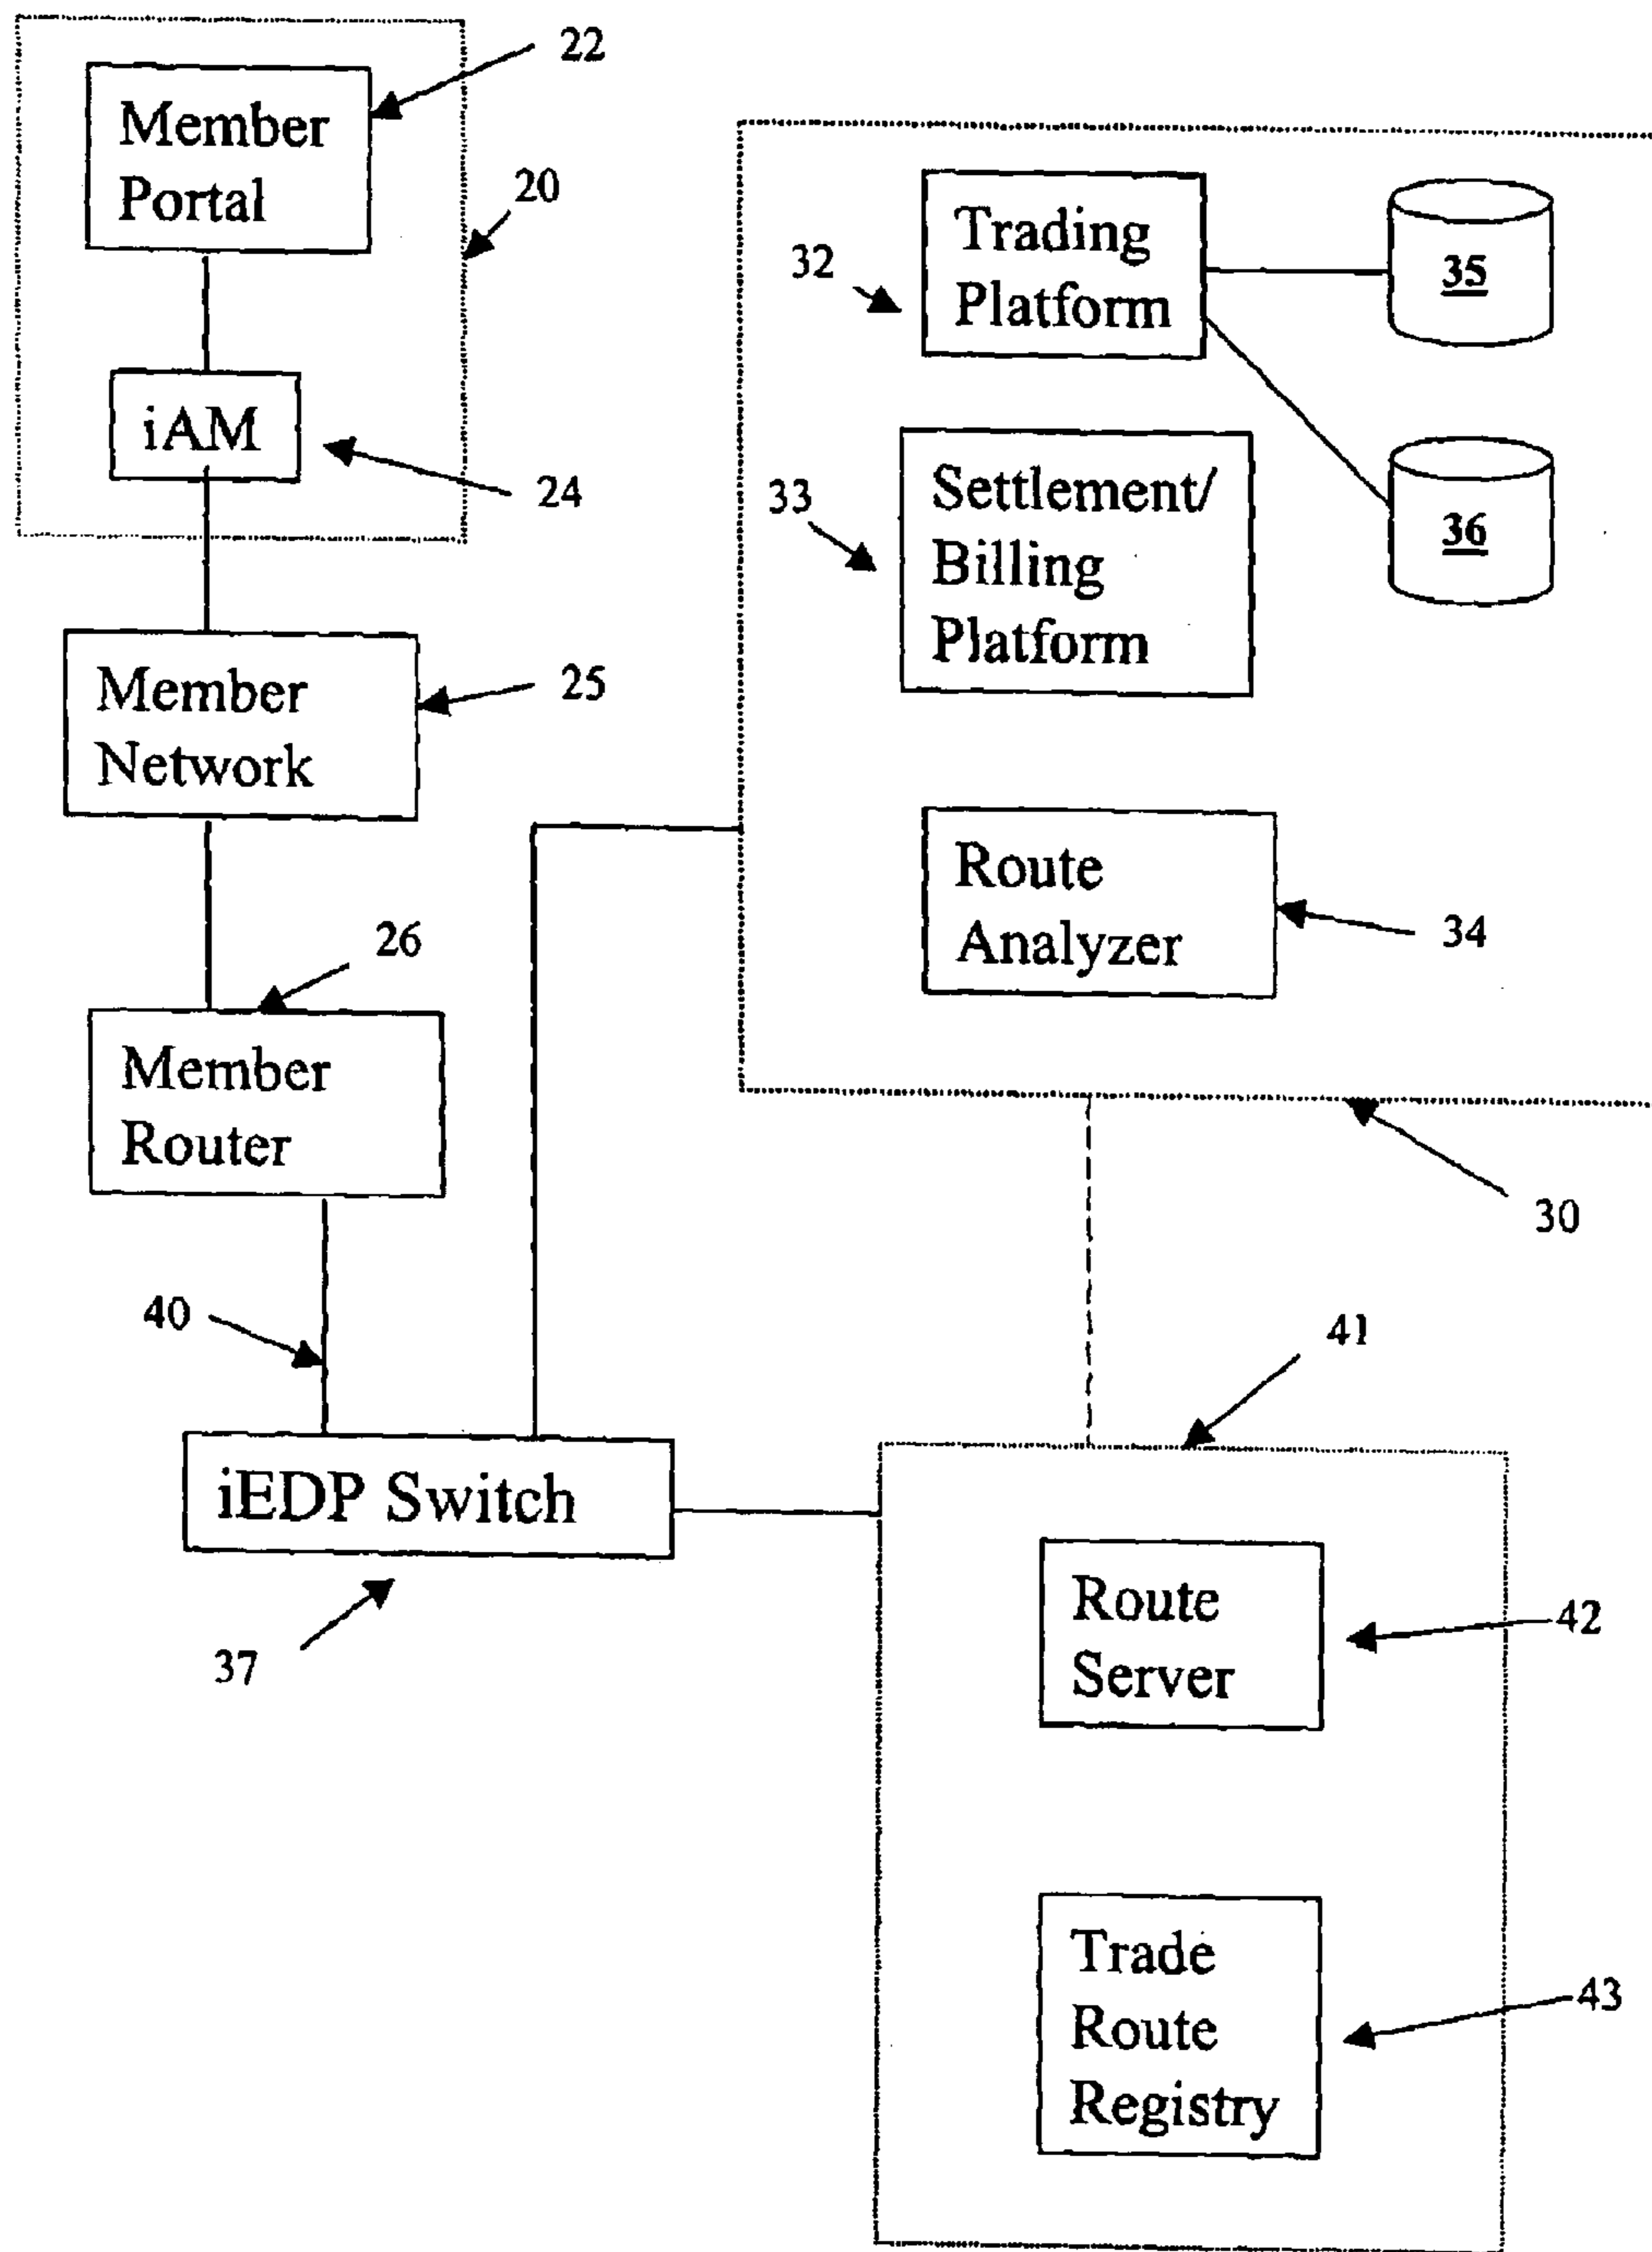 22
Member
Portal
20
iAM
24
Member
Network
25
26
Member
Router
40
iEDP Switch
37
32
Trading
Platform
35
33
Settlement/
Billing
Platform
36
Route
Analyzer
34
30
41
Route
Server
42
Trade
Route
Registry
43